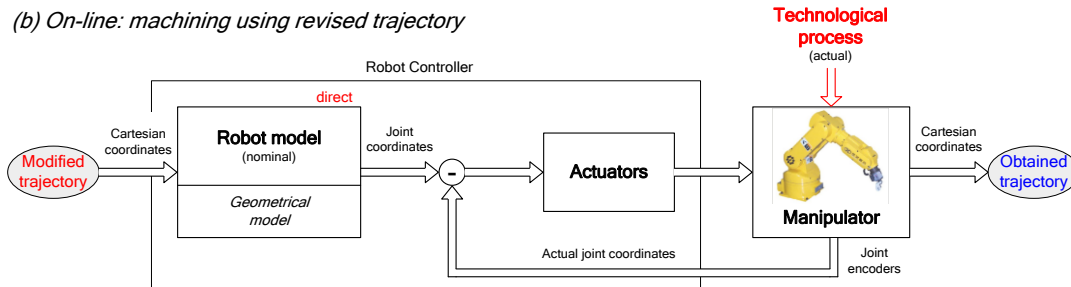 (b) On-line: machining using revised trajectory
Technological
process
(actual)
Robot Controller
direct
Cartesian
coordinates
Robot model
(nominal)
Joint
coordinates
Cartesian
coordinates
Modified
trajectory
-
Actuators
Obtained
trajectory
Geometrical
model
Manipulator
Actual joint coordinates
Joint
encoders